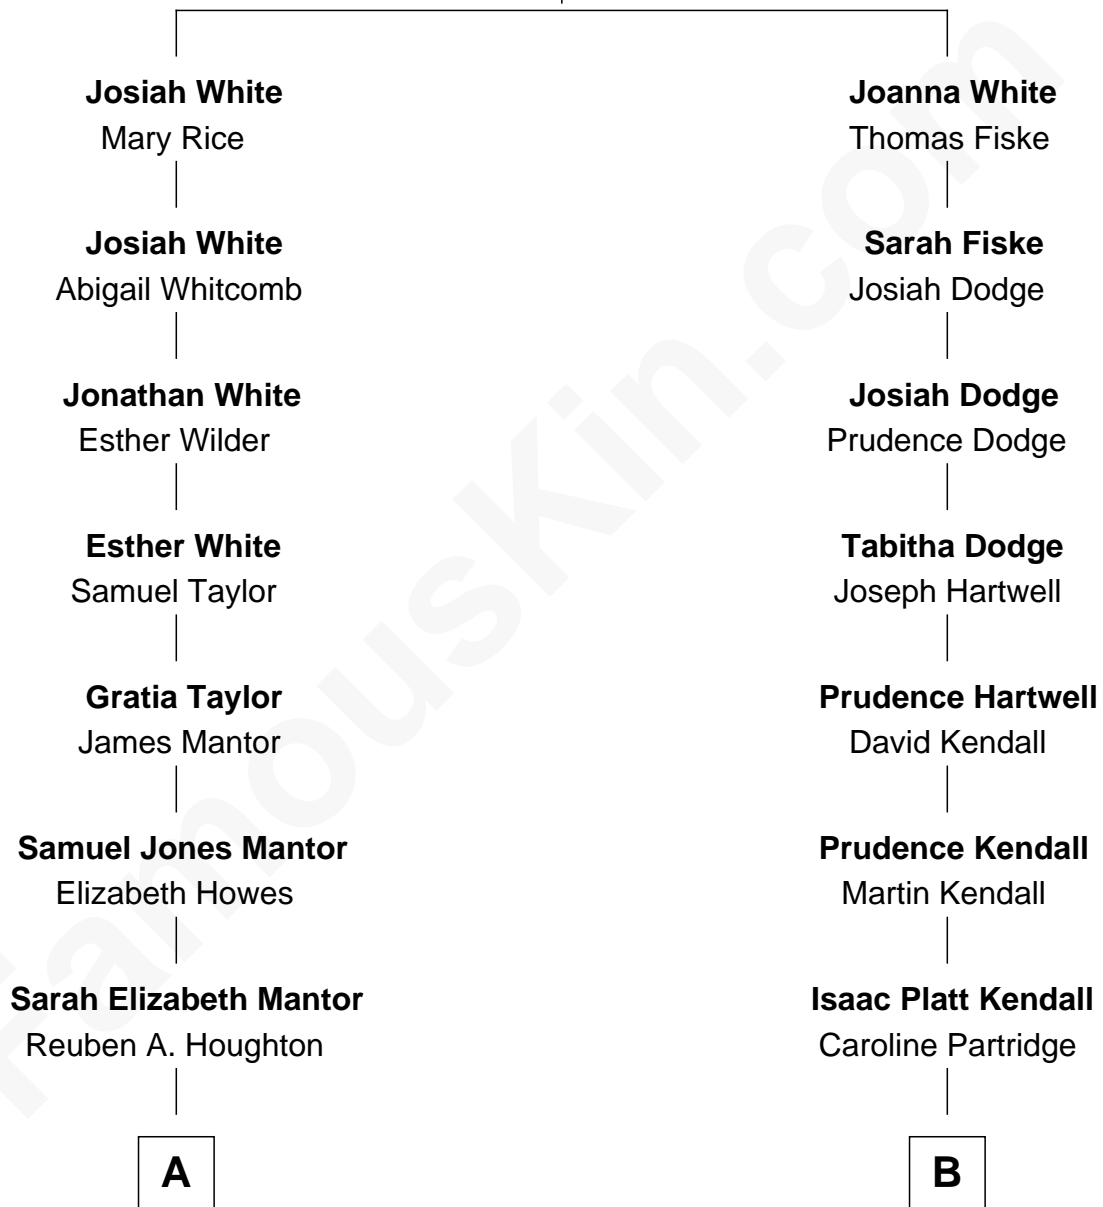 Josiah White
Mary Rice
Josiah White
Abigail Whitcomb
Jonathan White
Esther Wilder
Esther White
Samuel Taylor
Gratia Taylor
James Mantor
Samuel Jones Mantor
Elizabeth Howes
Sarah Elizabeth Mantor
Reuben A. Houghton
A
Joanna White
Thomas Fiske
Sarah Fiske
Josiah Dodge
Josiah Dodge
Prudence Dodge
Tabitha Dodge
Joseph Hartwell
Prudence Hartwell
David Kendall
Prudence Kendall
Martin Kendall
Isaac Platt Kendall
Caroline Partridge
B
FamousKin.com